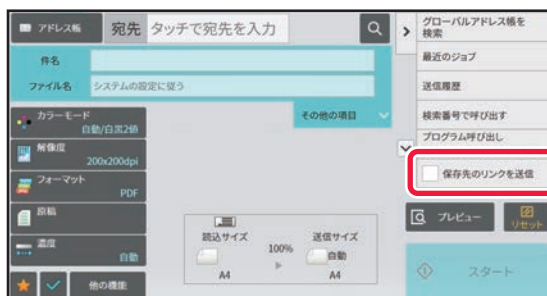 アドレス帳
宛先
タッチで宛先を入力
件名
ファイル名
システムの設定に従う
その他の項目
カラーモード
自動/白黒2値
解像度
200x200dpi
フォーマット
PDF
原稿
濃度
自動
他の機能
読込サイズ
A4
100%
送信サイズ
自動
A4
グローバルアドレス帳を
検索
最近のジョブ
送信履歴
検索番号で呼び出す
プログラム呼び出し
保存先のリンクを送信
プレビュー
リセット
スタート